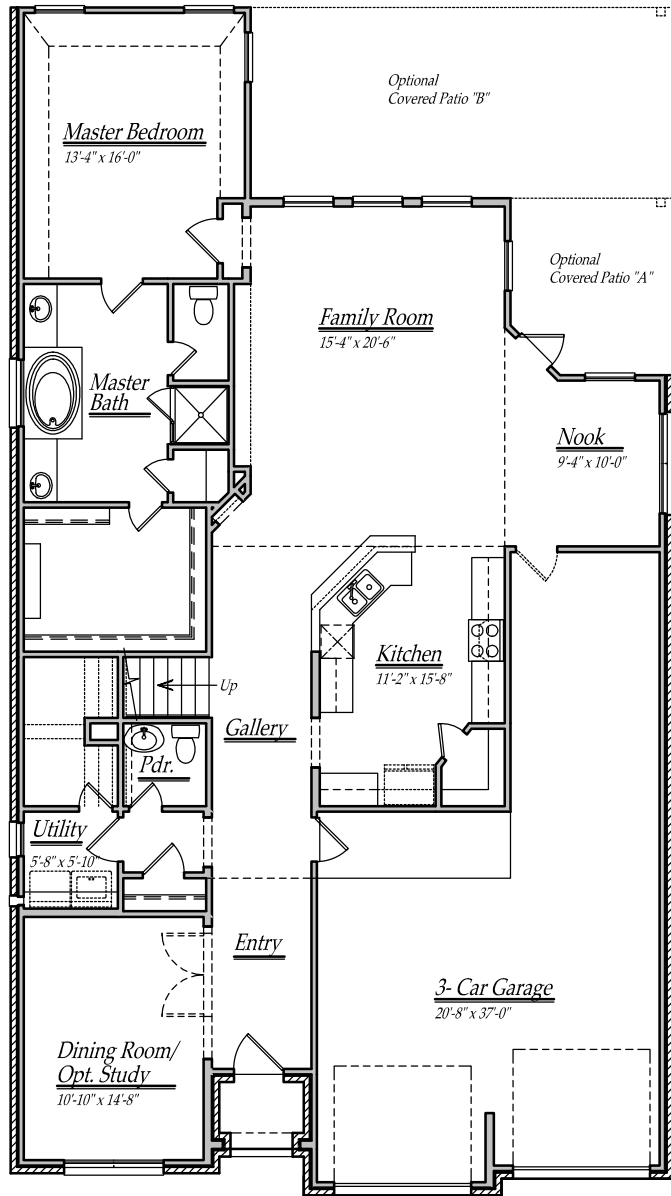 Optional
Covered Patio "B"
Master Bedroom
13'-4" x 16'-0"
Optional
Covered Patio "A"
Family Room
15'-4" x 20'-6"
Master
Bath
Nook
9'-4" x 10'-0"
Kitchen
11'-2" x 15'-8"
Up
Gallery
Pdr.
Utility
5'-8" x 5'-10"
Entry
3- Car Garage
20'-8" x 37'-0"
Dining Room/
Opt. Study
10'-10" x 14'-8"